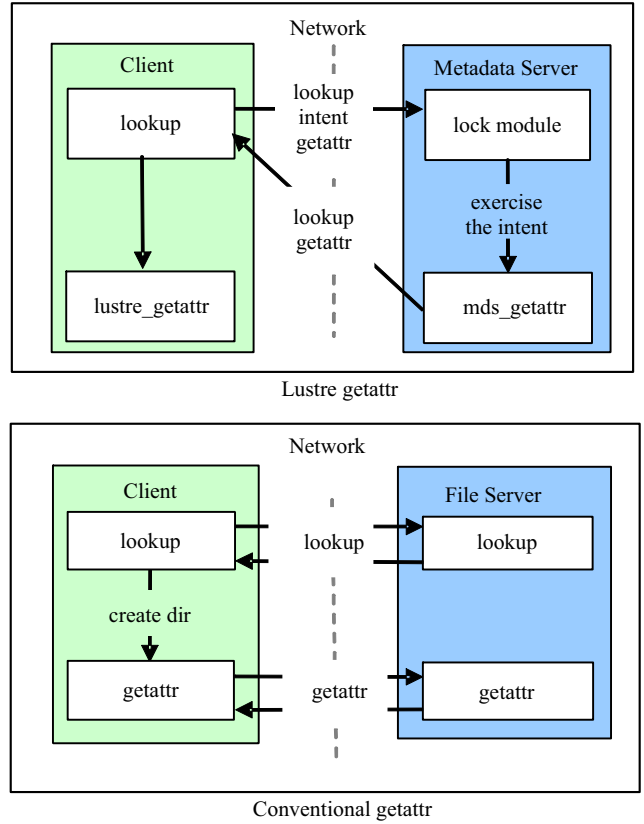 Network
Client
Metadata Server
lookup
lookup
intent
getattr
lock module
exercise
the intent
lookup
getattr
lustre_getattr
mds_getattr
Lustre getattr
Network
Client
File Server
lookup
lookup
lookup
create dir
getattr
getattr
getattr
Conventional getattr